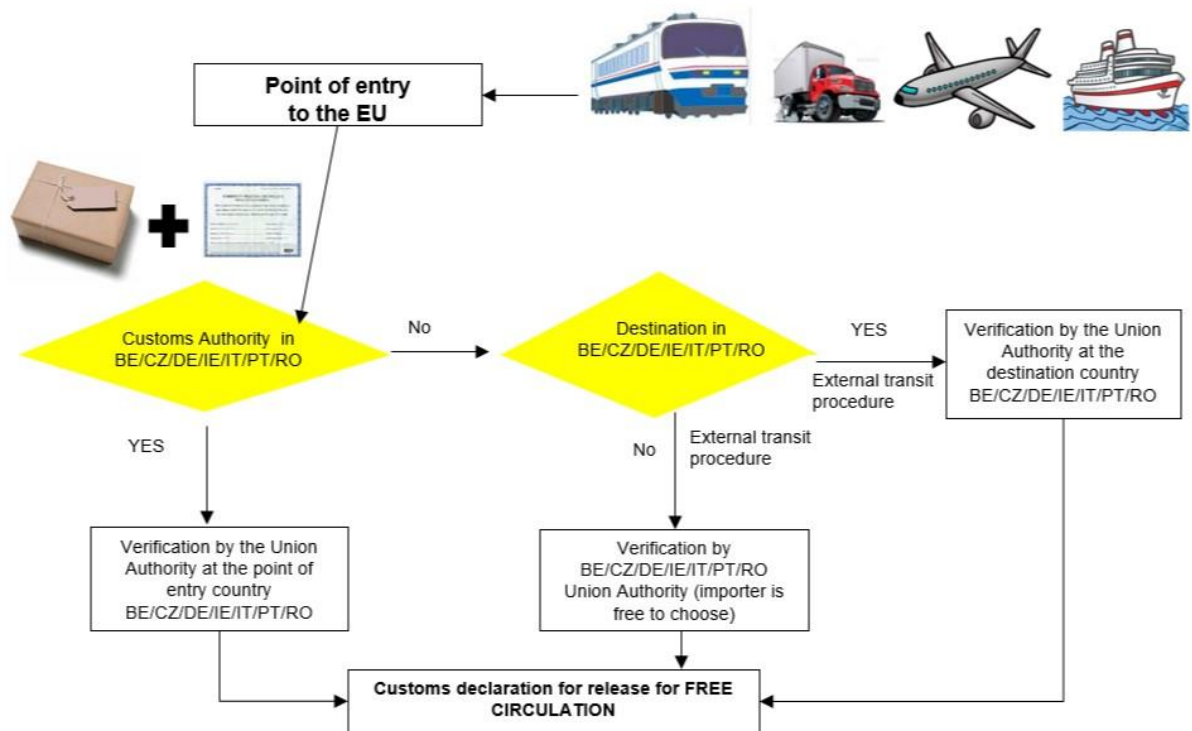 Point of entry
to the EU
Customs Authority in
BE/CZ/DE/IE/IT/PT/RO
No
Destination in
BE/CZ/DE/IE/IT/PT/RO
YES
External transit
procedure
Verification by the Union
Authority at the
destination country
BE/CZ/DE/IE/IT/PT/RO
YES
No
External transit
procedure
Verification by the Union
Authority at the point of
entry country
BE/CZ/DE/IE/IT/PT/RO
Verification by
BE/CZ/DE/IE/IT/PT/RO
Union Authority (importer is
free to choose)
Customs declaration for release for FREE
CIRCULATION